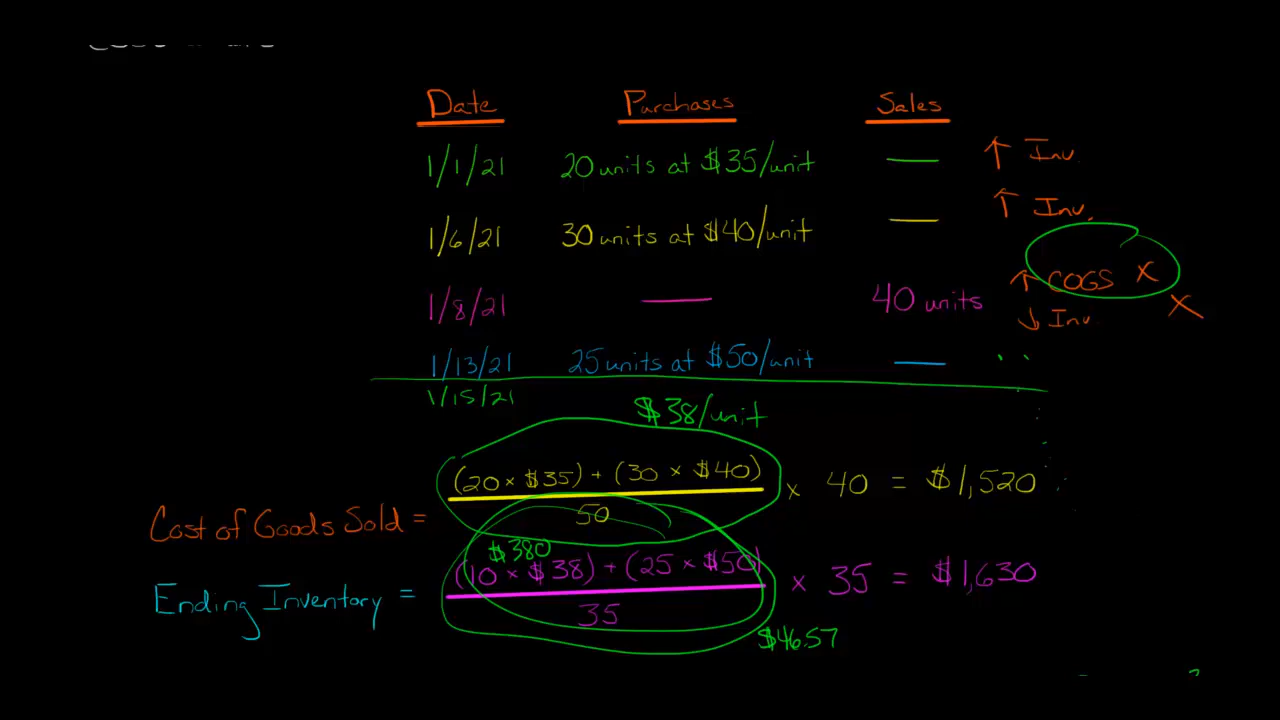 Date Purchases Sales
1/1/21 20 units at $35/unit — ↑ Inv.
1/6/21 30 units at $40/unit — ↑ Inv.
1/8/21 — 40 units ↑ COGS X
↓ Inv. X
1/13/21 25 units at $50/unit —
1/15/21
$38/unit
Cost of Goods Sold = (20 x $35) + (30 x $40) x 40 = $1,520
50
$380
Ending Inventory = (10 x $38) + (25 x $50) x 35 = $1,630
35
$46.57